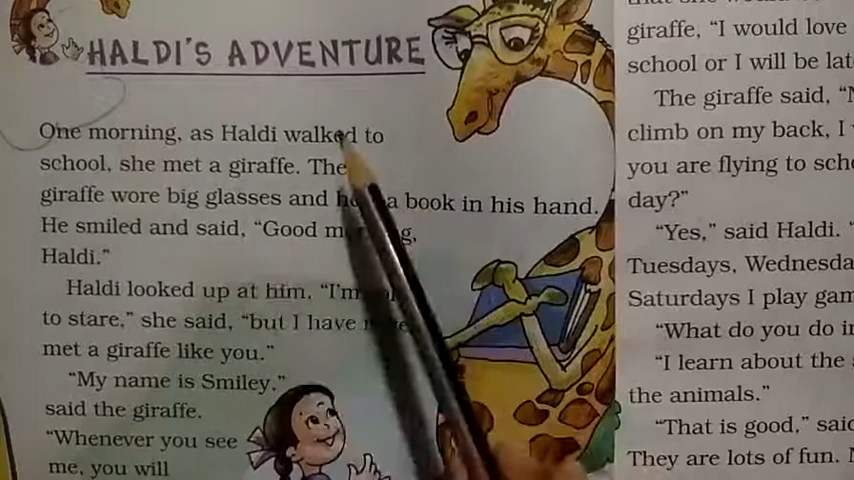 HALDI'S ADVENTURE
One morning, as Haldi walked to
school, she met a giraffe. The
giraffe wore big glasses and a book in his hand.
He smiled and said, "Good
Haldi."
Haldi looked up at him. "I'm
to stare," she said, "but I have
met a giraffe like you."
"My name is Smiley,"
said the giraffe.
"Whenever you see
me, you will
giraffe, "I would love
school or I will be
The giraffe said,
climb on my back, I
you are flying to
day?"
"Yes," said Haldi.
Tuesdays,
Saturdays I play
"What do you do
"I learn about the
the animals."
"That is good,"
They are lots of fun.